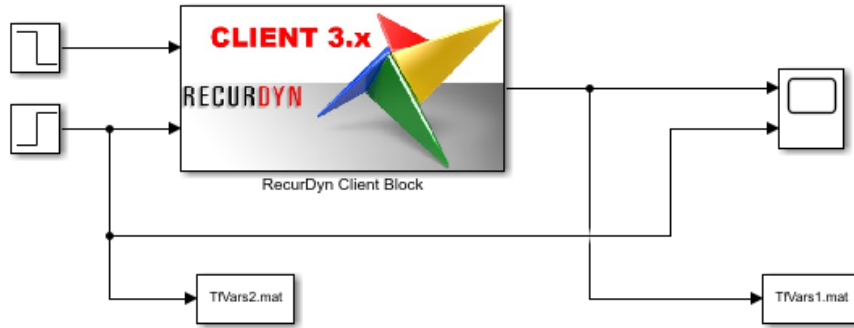 CLIENT 3.x
RECURDYN
RecurDyn Client Block
TfVars2.mat
TfVars1.mat